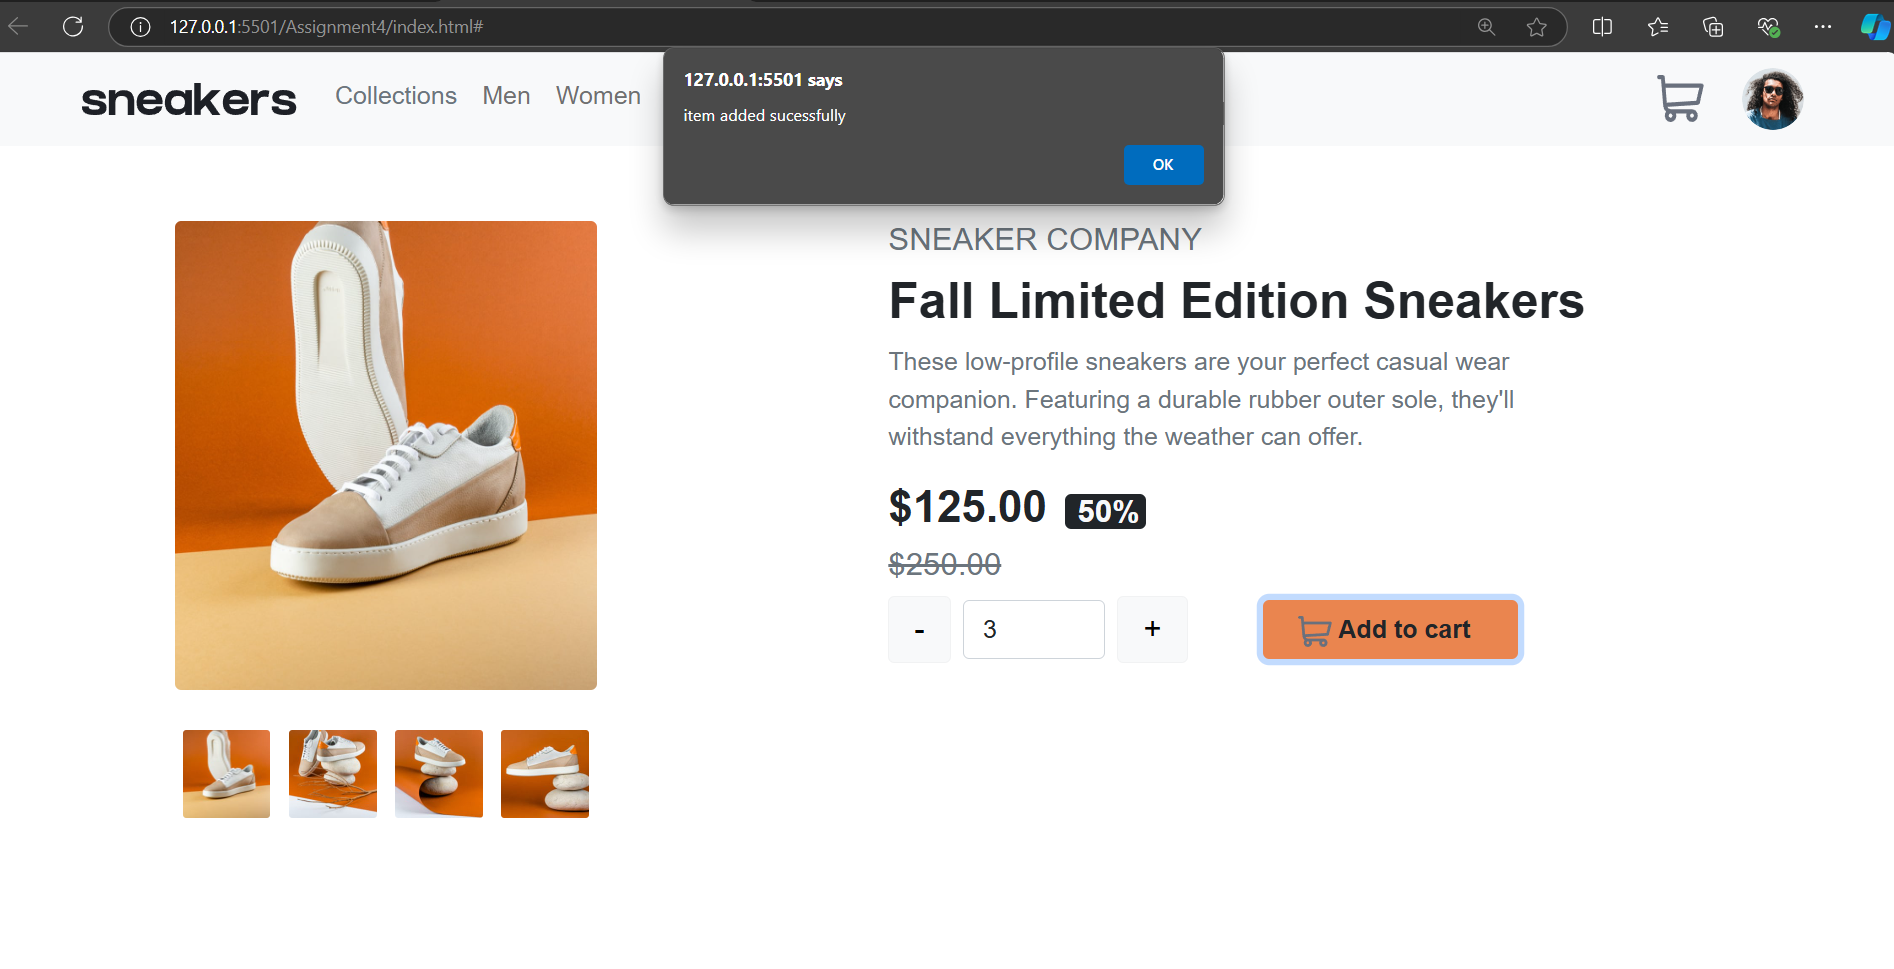 127.0.0.1:5501/Assignment4/index.html#
127.0.0.1:5501 says
item added sucessfully
OK
sneakers Collections Men Women
SNEAKER COMPANY
Fall Limited Edition Sneakers
These low-profile sneakers are your perfect casual wear
companion. Featuring a durable rubber outer sole, they'll
withstand everything the weather can offer.
$125.00 50%
$250.00
- 3 + Add to cart